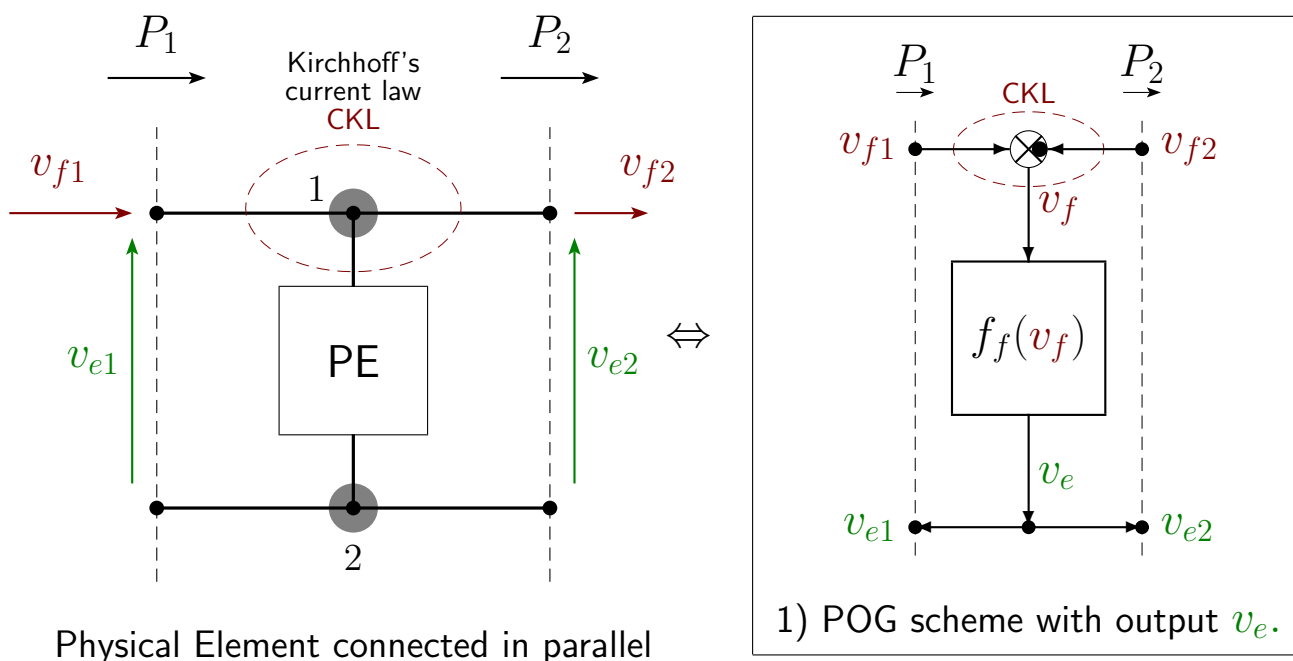 P1
P2
Kirchhoff's
current law
CKL
vf1
1
vf2
ve1
PE
ve2
2
Physical Element connected in parallel
⇔
P1
P2
CKL
vf1
vf2
vf
ff(vf)
ve
ve1
ve2
1) POG scheme with output ve.